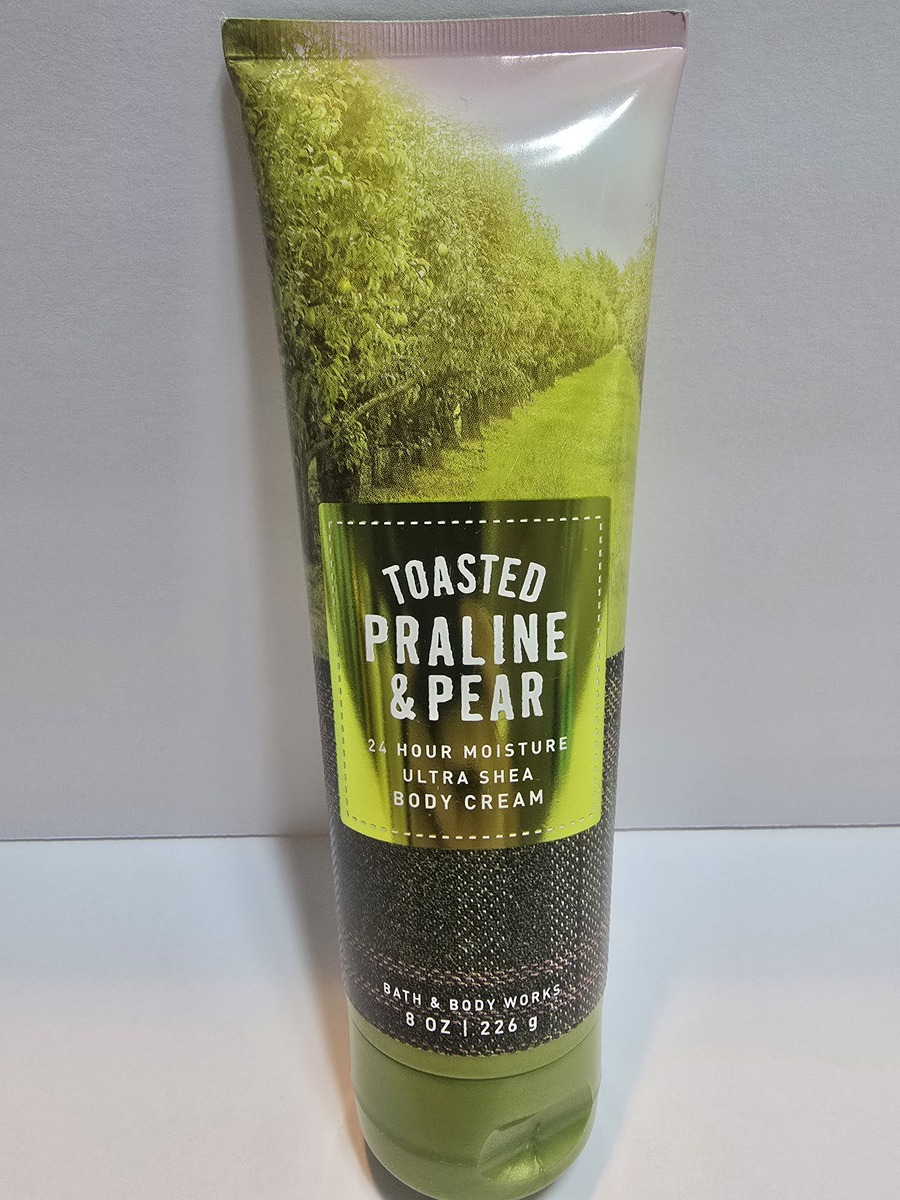 TOASTED
PRALINE
& PEAR
24 HOUR MOISTURE
ULTRA SHEA
BODY CREAM
BATH & BODY WORKS
8 OZ | 226 g